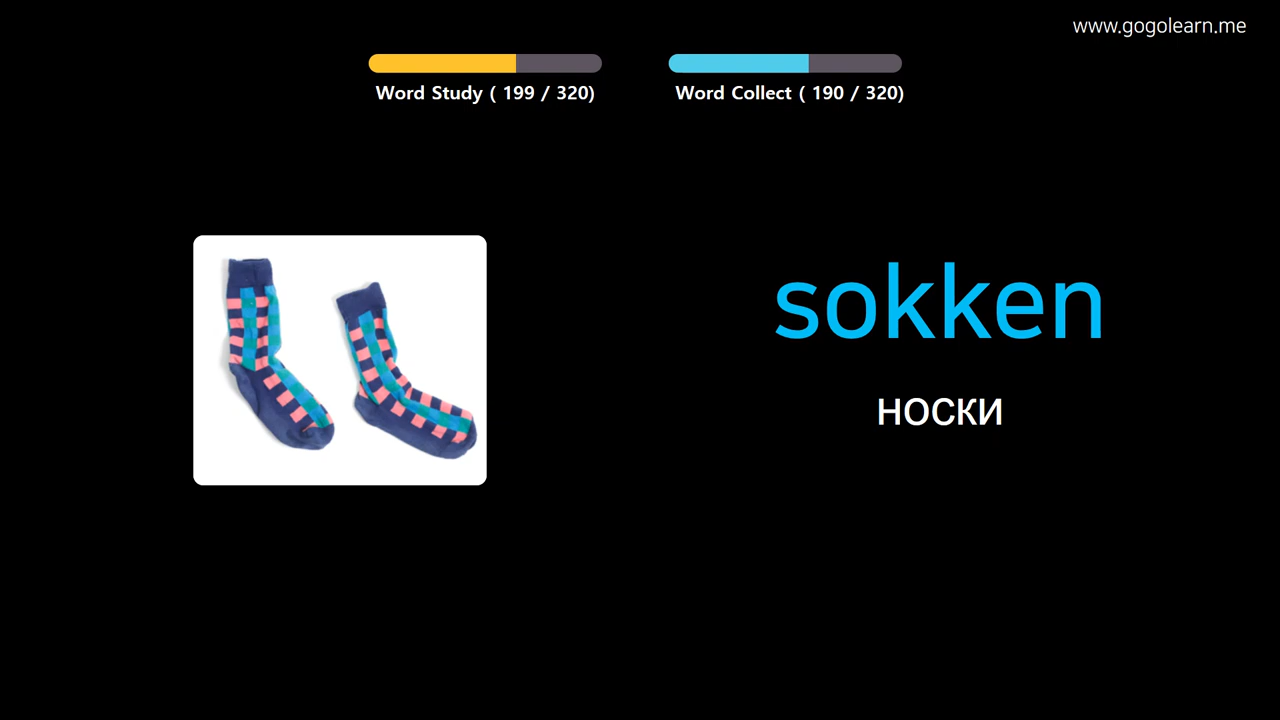 www.gogolearn.me
Word Study ( 199 / 320)
Word Collect ( 190 / 320)
sokken
носки